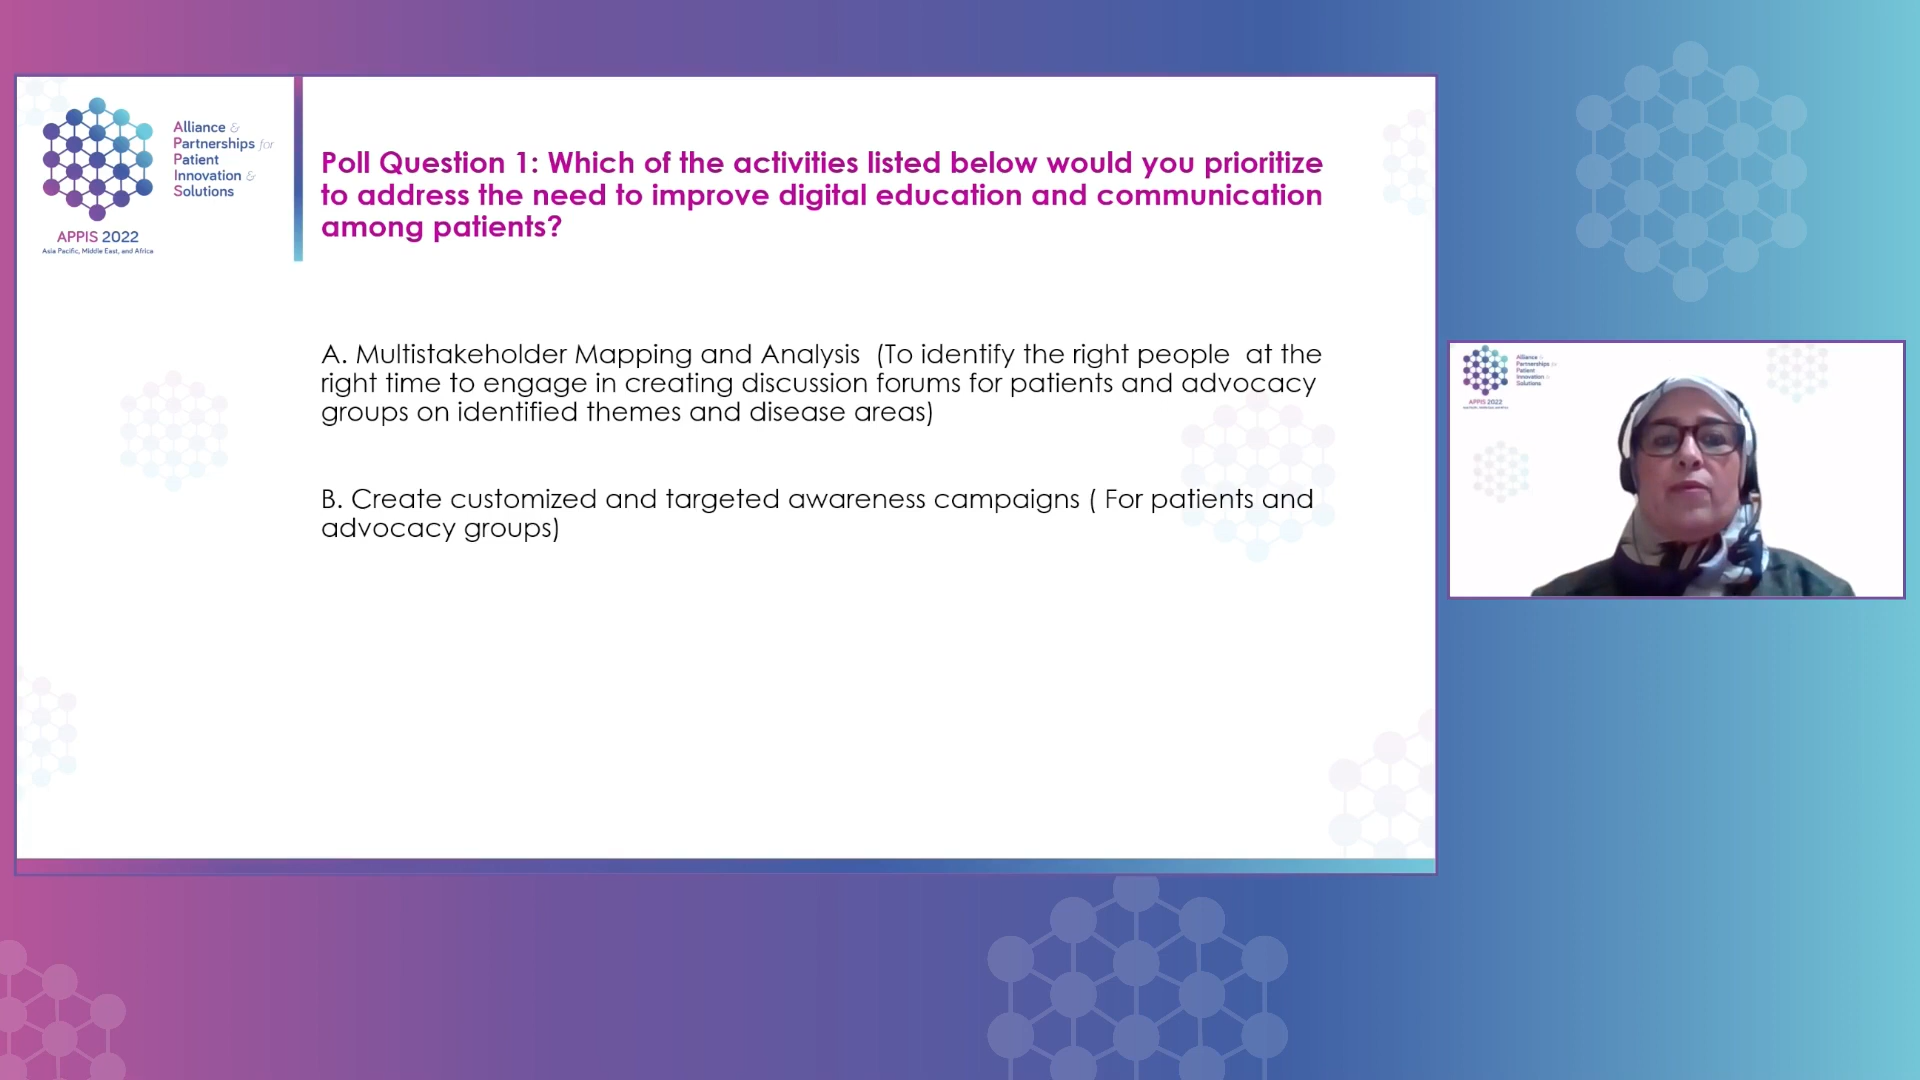 Alliance &
Partnerships for
Patient
Innovation &
Solutions
APPIS 2022
Asia Pacific, Middle East, and Africa
Poll Question 1: Which of the activities listed below would you prioritize
to address the need to improve digital education and communication
among patients?
A. Multistakeholder Mapping and Analysis  (To identify the right people  at the
right time to engage in creating discussion forums for patients and advocacy
groups on identified themes and disease areas)
B. Create customized and targeted awareness campaigns ( For patients and
advocacy groups)
Alliance &
Partnerships for
Patient
Innovation &
Solutions
APPIS 2022